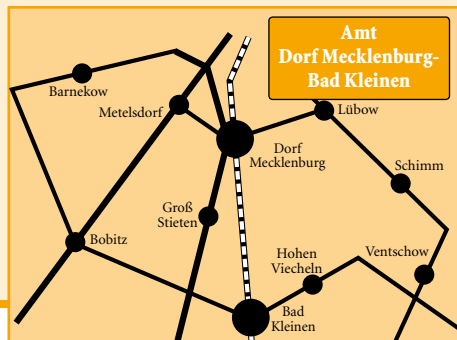 Amt
Dorf Mecklenburg-
Bad Kleinen
Barnekow
Metelsdorf
Lübow
Dorf
Mecklenburg
Schimm
Groß
Stieten
Bobitz
Hohen
Viecheln
Ventschow
Bad
Kleinen